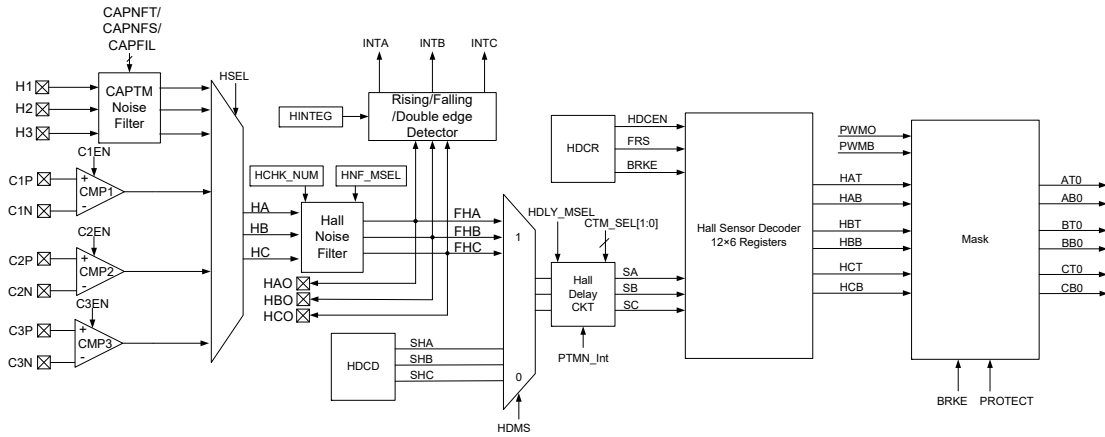 CAPNFT/
CAPNFS/
CAPFIL
H1
H2
H3
CAPTM
Noise
Filter
HSEL
C1EN
C1P
C1N
+
-
CMP1
C2EN
C2P
C2N
+
-
CMP2
C3EN
C3P
C3N
+
-
CMP3
HA
HB
HC
HCHK_NUM
HNF_MSEL
Hall
Noise
Filter
HAO
HBO
HCO
INTA
INTB
INTC
HINTEG
Rising/Falling
/Double edge
Detector
FHA
FHB
FHC
HDCD
SHA
SHB
SHC
1
0
HDMS
HDLY_MSEL
CTM_SEL[1:0]
Hall
Delay
CKT
PTMN_Int
SA
SB
SC
HDCR
HDCEN
FRS
BRKE
Hall Sensor Decoder
12×6 Registers
PWMO
PWMB
HAT
HAB
HBT
HBB
HCT
HCB
Mask
BRKE
PROTECT
AT0
AB0
BT0
BB0
CT0
CB0